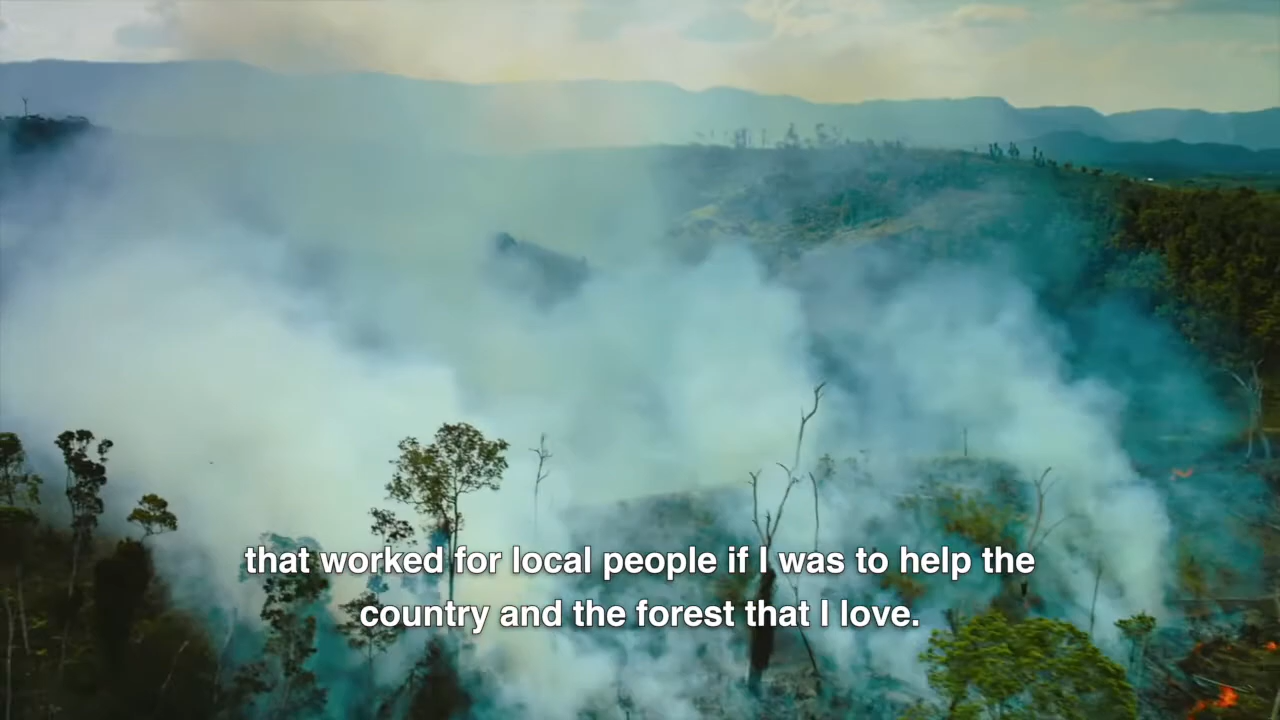 that worked for local people if I was to help the
country and the forest that I love.